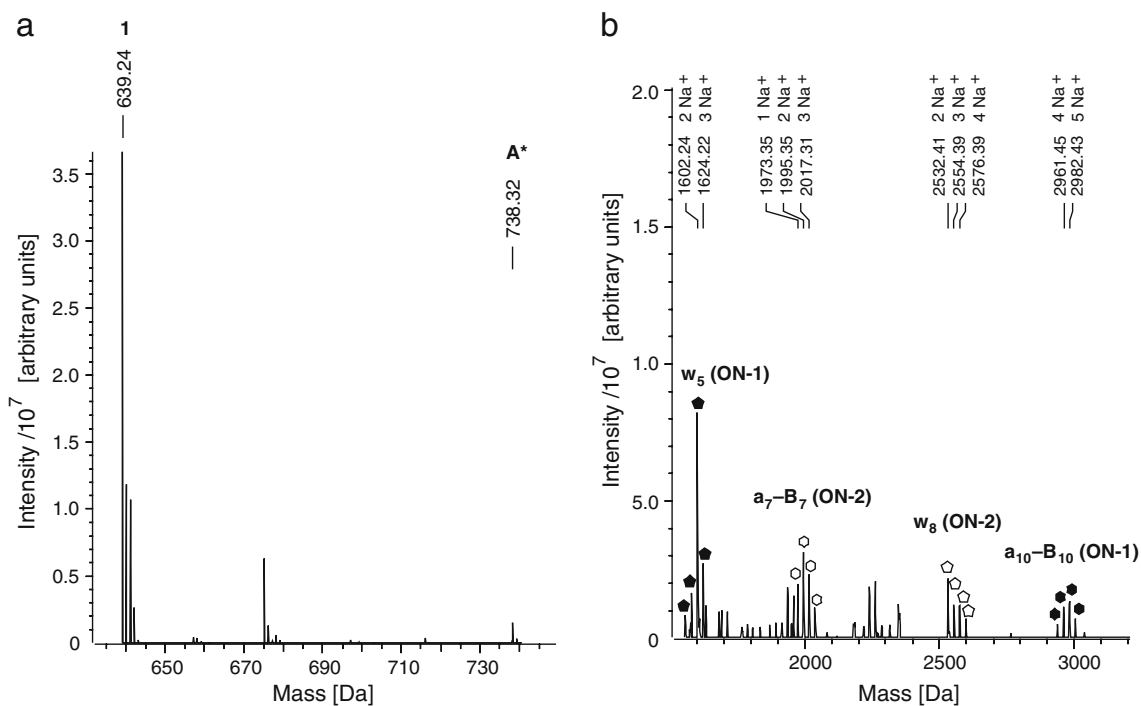 a
1
639.24
A*
738.32
3.5
3.0
2.5
2.0
1.5
1.0
0.5
0
650
670
690
710
730
Mass [Da]
Intensity /10⁷ [arbitrary units]
b
1602.24 2 Na⁺
1624.22 3 Na⁺
1973.35 1 Na⁺
1995.35 2 Na⁺
2017.31 3 Na⁺
2532.41 2 Na⁺
2554.39 3 Na⁺
2576.39 4 Na⁺
2961.45 4 Na⁺
2982.43 5 Na⁺
2.0
1.5
1.0
5.0
0
w₅ (ON-1)
a₇–B₇ (ON-2)
w₈ (ON-2)
a₁₀–B₁₀ (ON-1)
2000
2500
3000
Mass [Da]
Intensity /10⁷ [arbitrary units]